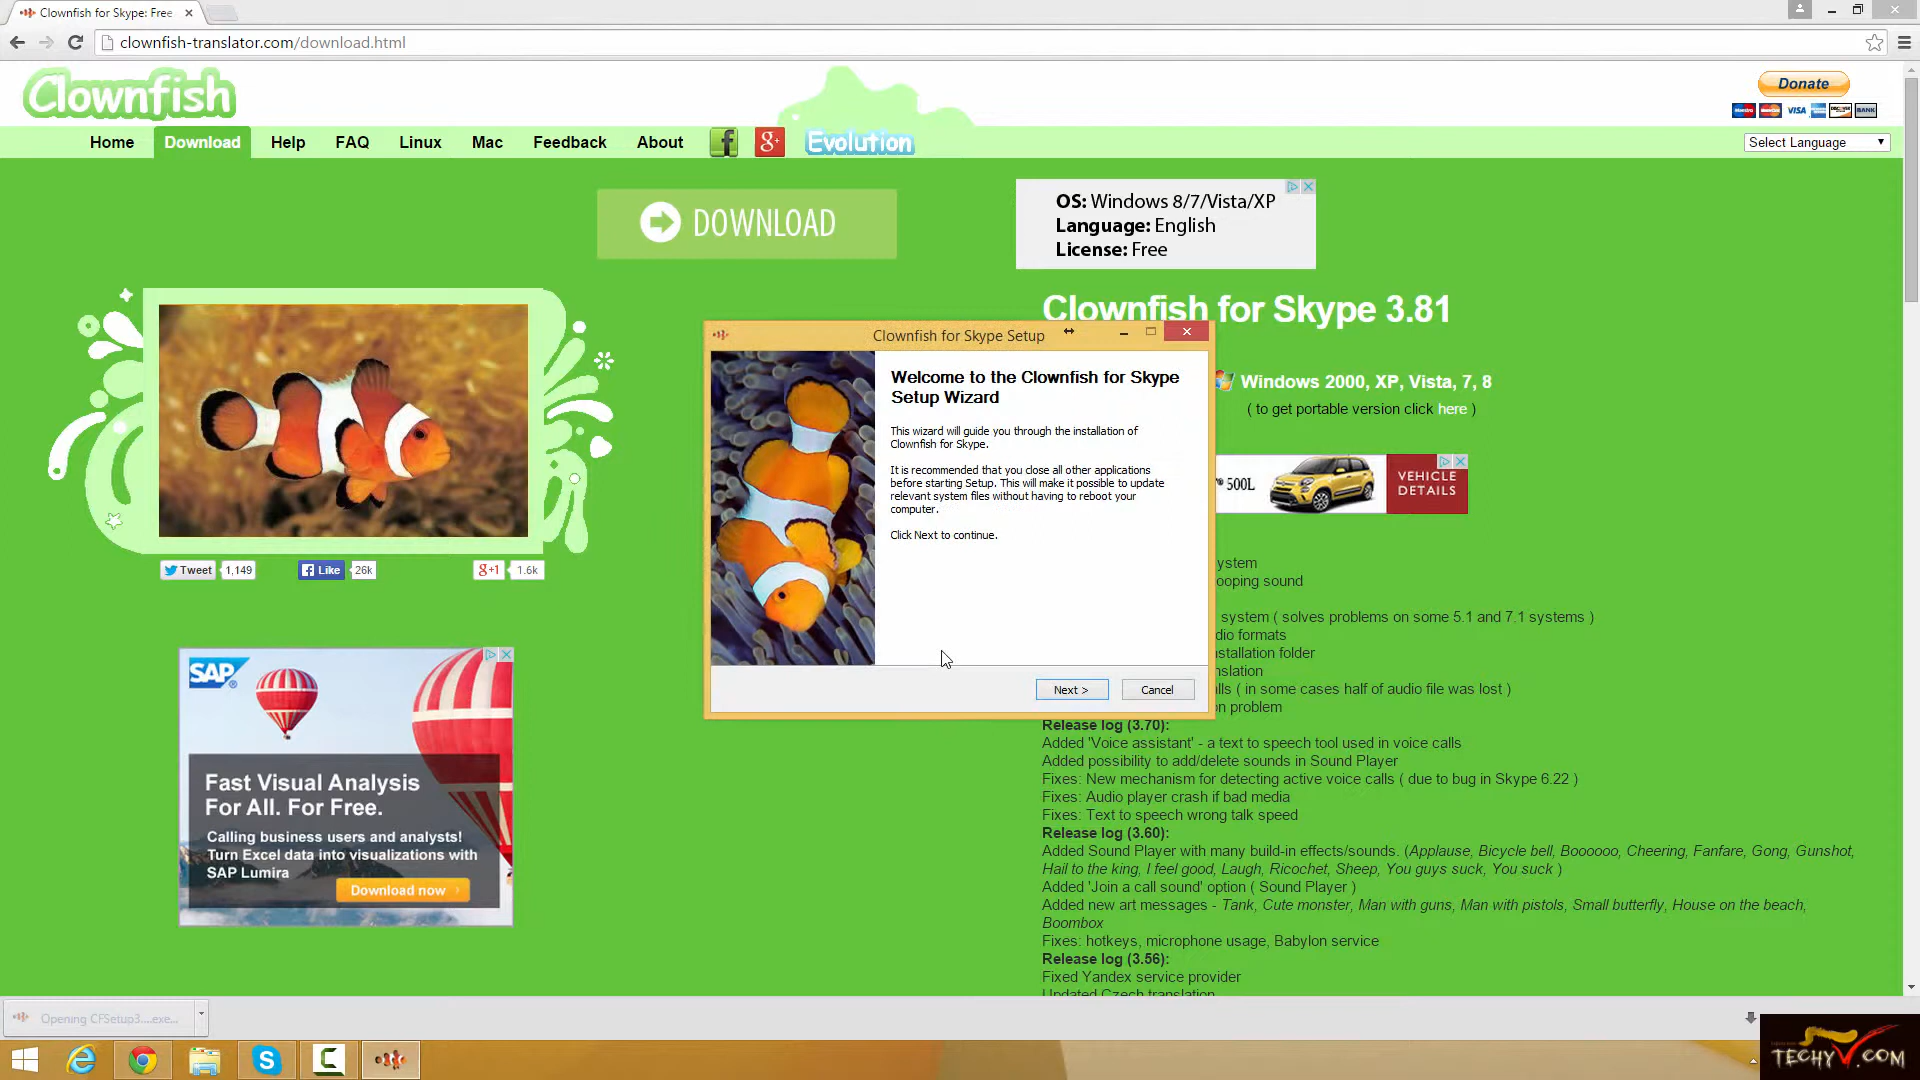 Clownfish for Skype: Free
clownfish-translator.com/download.html
Clownfish
Donate
VISA
BANK
Home
Download
Help
FAQ
Linux
Mac
Feedback
About
Evolution
Select Language
DOWNLOAD
OS: Windows 8/7/Vista/XP
Language: English
License: Free
Clownfish for Skype 3.81
Windows 2000, XP, Vista, 7, 8
( to get portable version click here )
Clownfish for Skype Setup
Welcome to the Clownfish for Skype
Setup Wizard
This wizard will guide you through the installation of
Clownfish for Skype.
It is recommended that you close all other applications
before starting Setup. This will make it possible to update
relevant system files without having to reboot your
computer.
Click Next to continue.
Next >
Cancel
500L
VEHICLE
DETAILS
Tweet
1,149
Like
26k
g+1
1.6k
ystem
ooping sound
system ( solves problems on some 5.1 and 7.1 systems )
dio formats
nstallation folder
nslation
lls ( in some cases half of audio file was lost )
n problem
Release log (3.70):
Added 'Voice assistant' - a text to speech tool used in voice calls
Added possibility to add/delete sounds in Sound Player
Fixes: New mechanism for detecting active voice calls ( due to bug in Skype 6.22 )
Fixes: Audio player crash if bad media
Fixes: Text to speech wrong talk speed
Release log (3.60):
Added Sound Player with many build-in effects/sounds. (Applause, Bicycle bell, Boooooo, Cheering, Fanfare, Gong, Gunshot,
Hail to the king, I feel good, Laugh, Ricochet, Sheep, You guys suck, You suck )
Added 'Join a call sound' option ( Sound Player )
Added new art messages - Tank, Cute monster, Man with guns, Man with pistols, Small butterfly, House on the beach,
Boombox
Fixes: hotkeys, microphone usage, Babylon service
Release log (3.56):
Fixed Yandex service provider
Updated Czech translation
SAP
Fast Visual Analysis
For All. For Free.
Calling business users and analysts!
Turn Excel data into visualizations with
SAP Lumira
Download now
Opening CFSetup3....exe...
TECHYV.COM